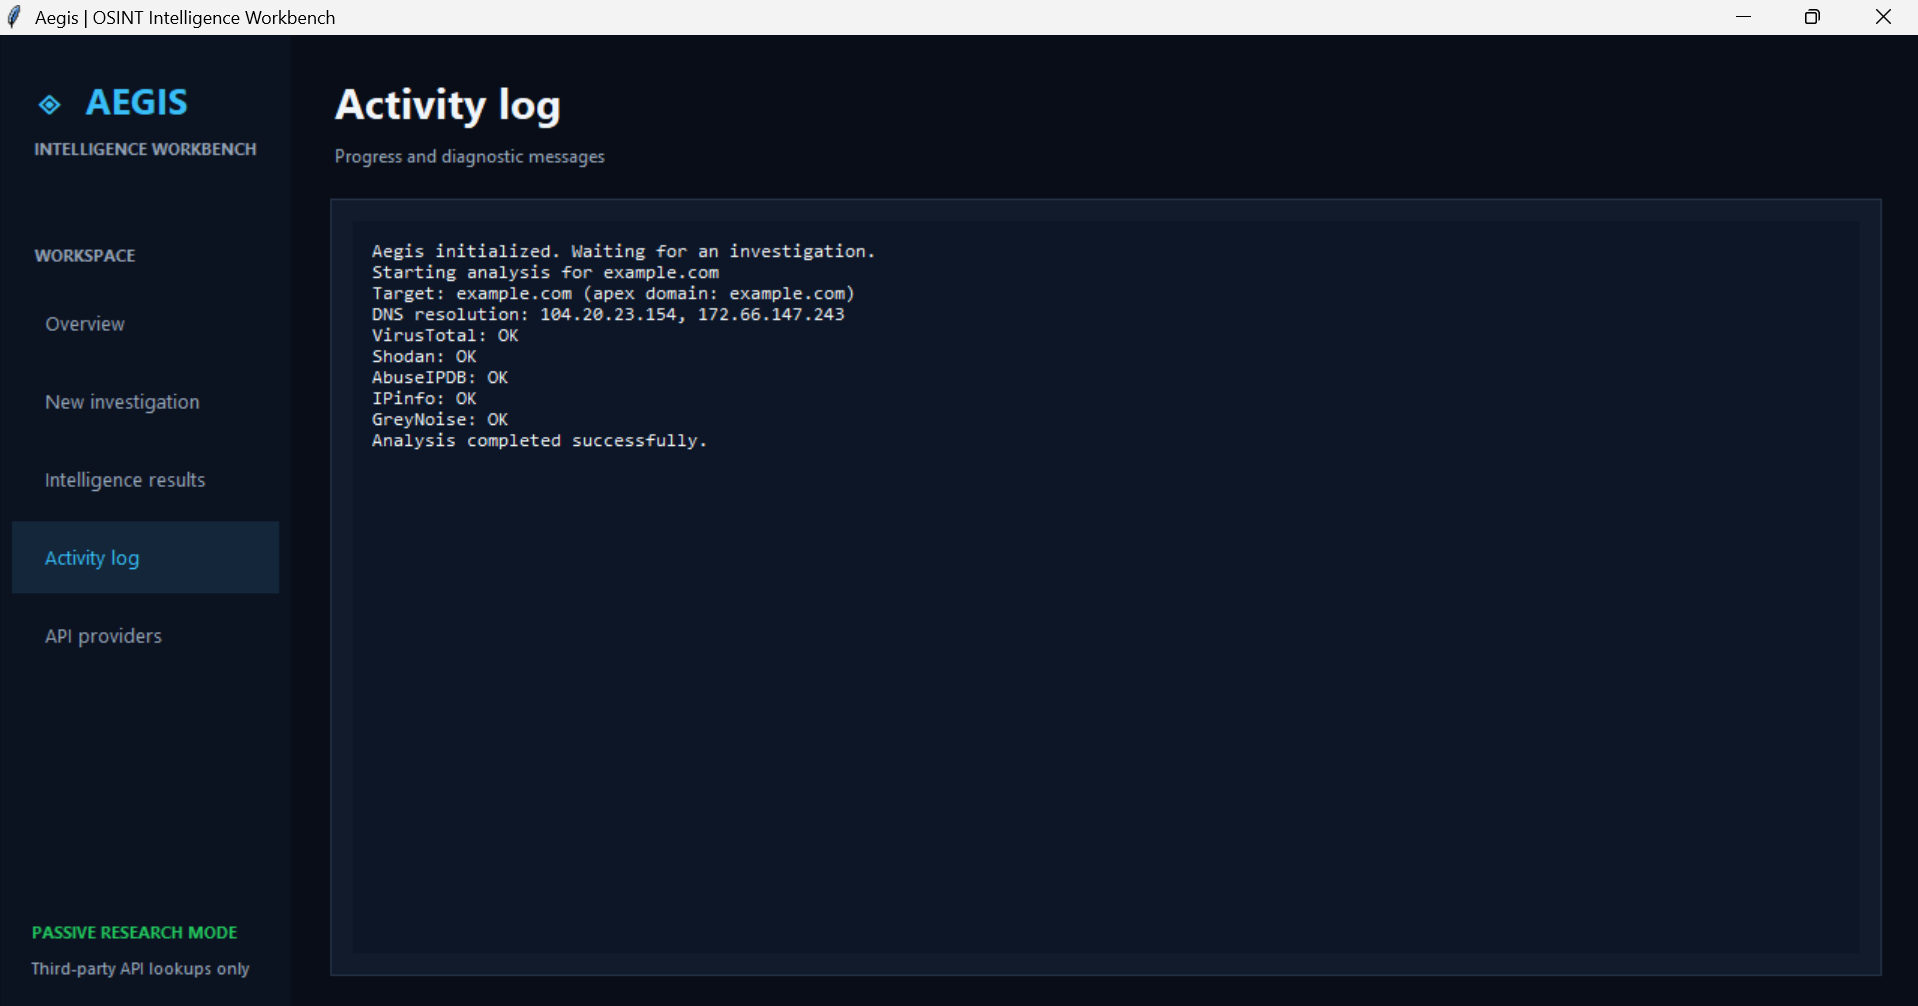 Aegis | OSINT Intelligence Workbench
AEGIS
INTELLIGENCE WORKBENCH
WORKSPACE
Overview
New investigation
Intelligence results
Activity log
API providers
PASSIVE RESEARCH MODE
Third-party API lookups only
Activity log
Progress and diagnostic messages
Aegis initialized. Waiting for an investigation.
Starting analysis for example.com
Target: example.com (apex domain: example.com)
DNS resolution: 104.20.23.154, 172.66.147.243
VirusTotal: OK
Shodan: OK
AbuseIPDB: OK
IPinfo: OK
GreyNoise: OK
Analysis completed successfully.